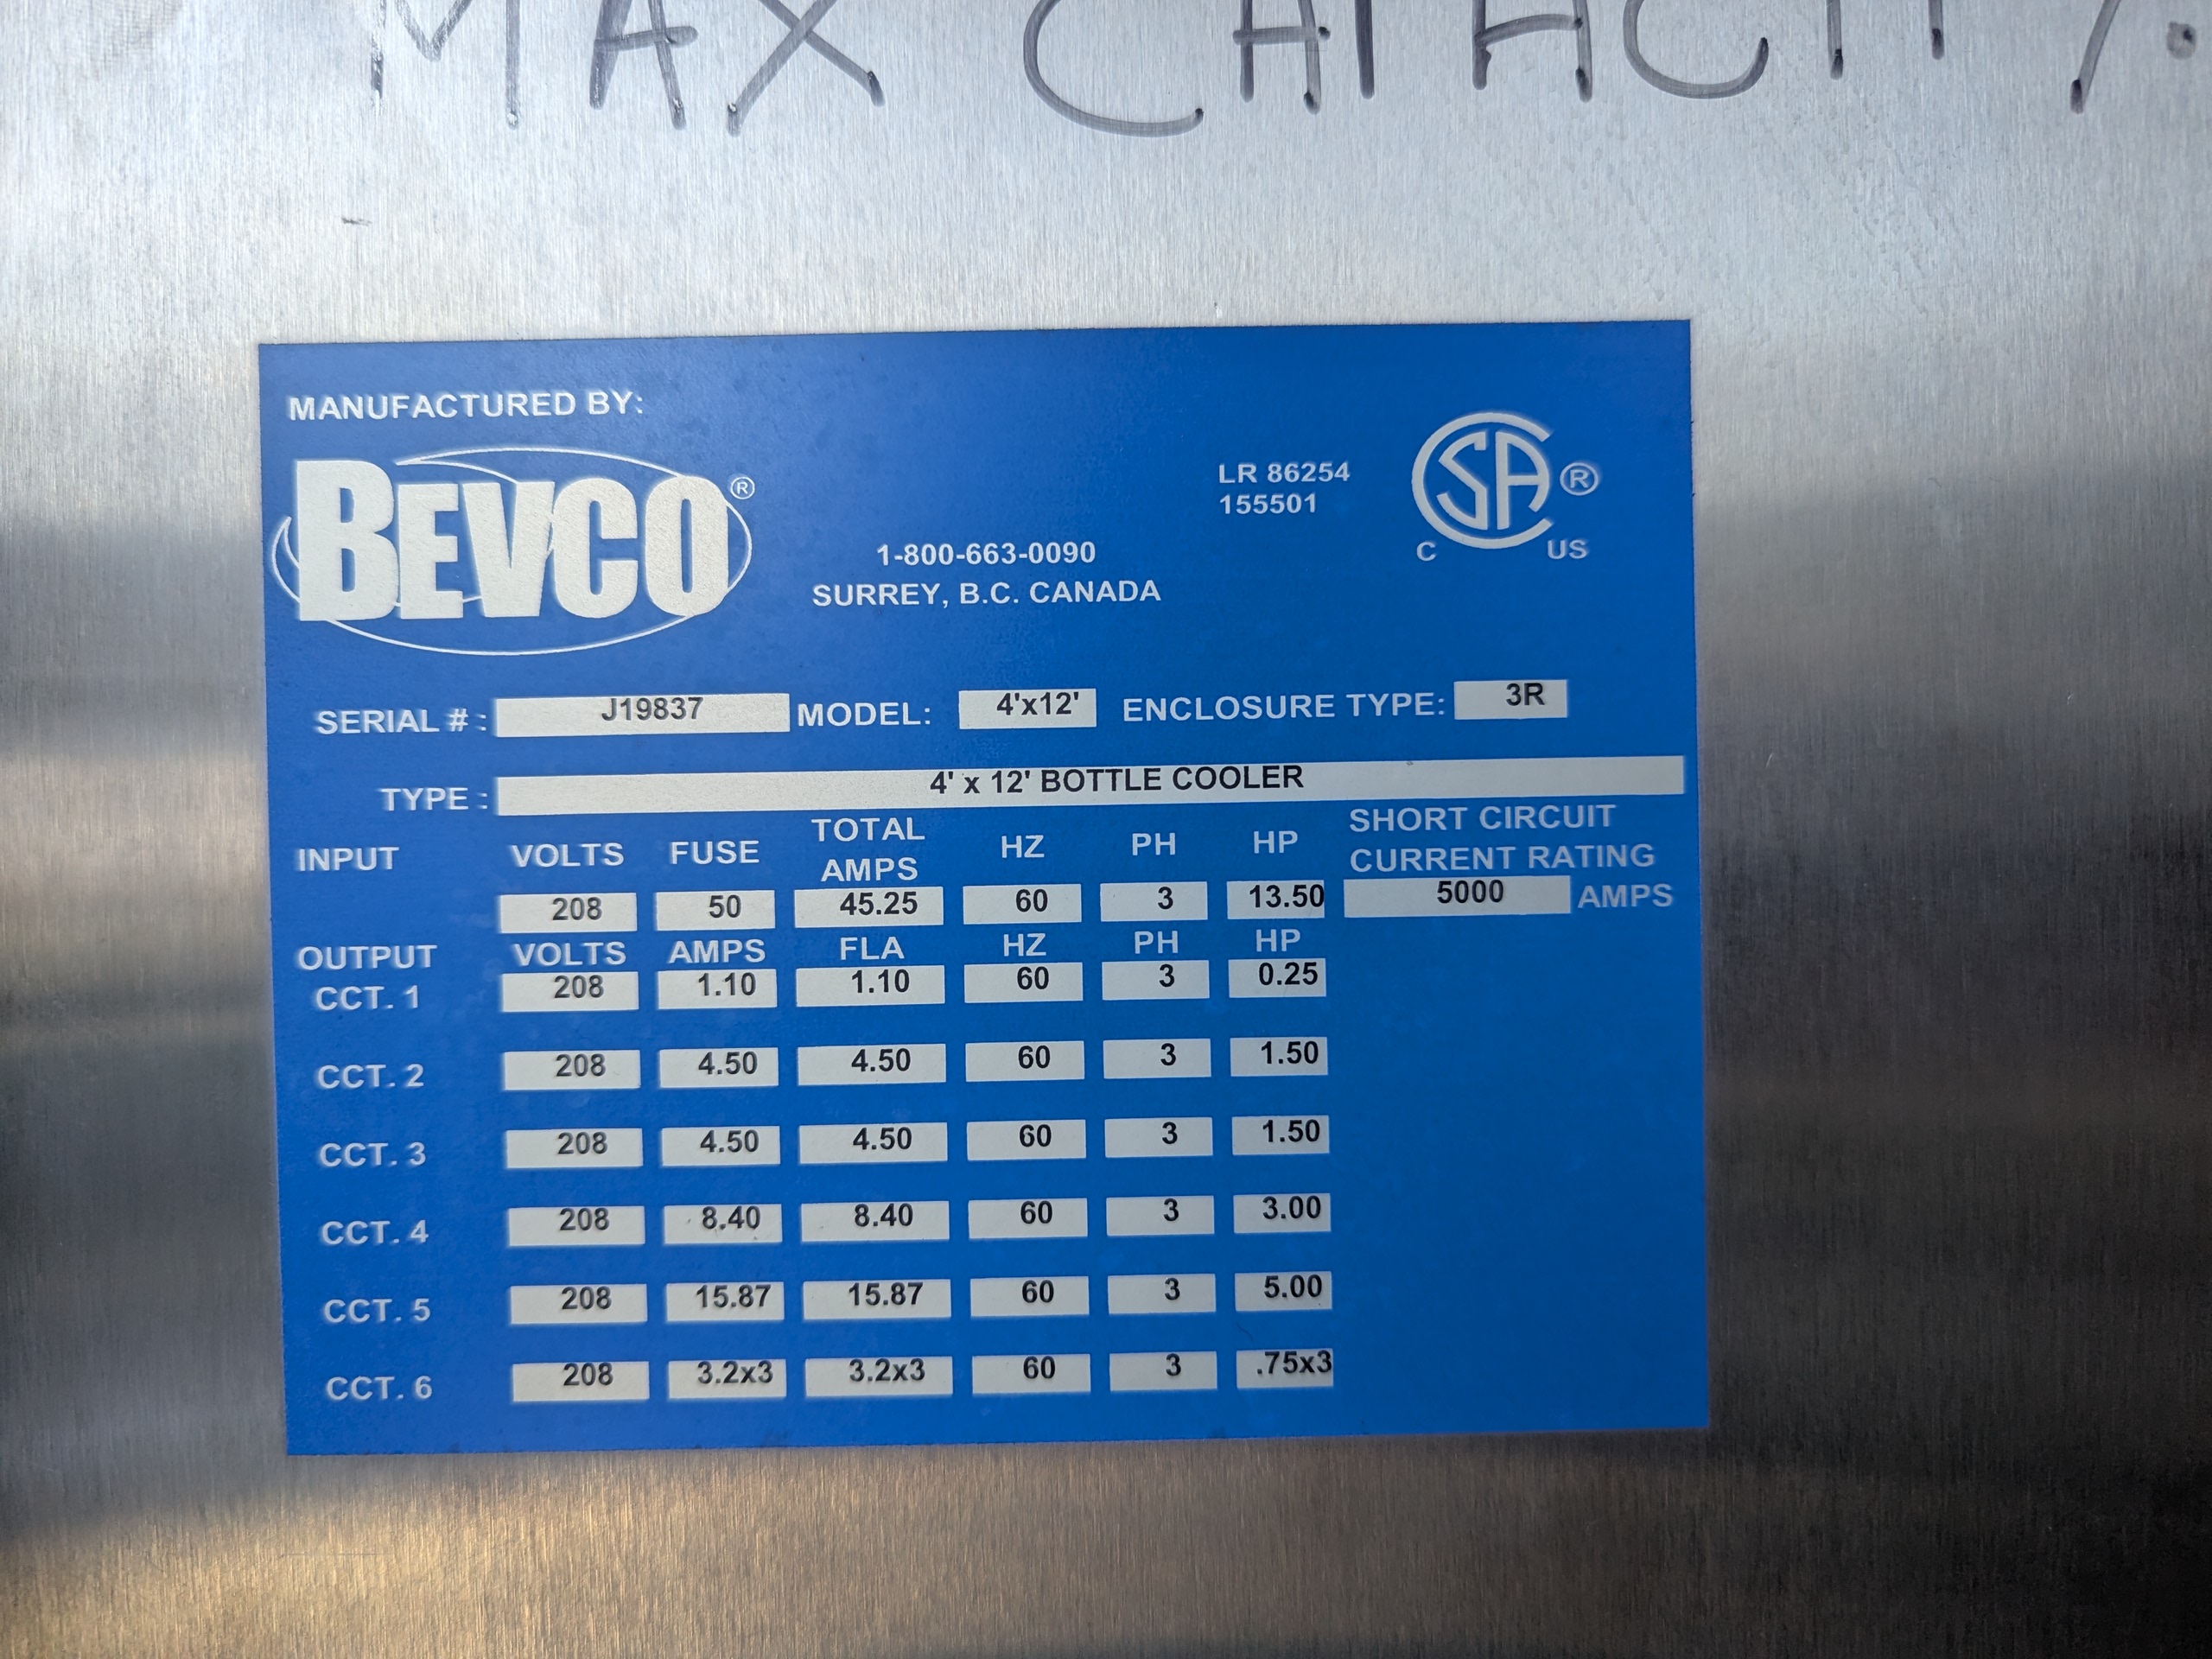 MAX CAPACITY.
MANUFACTURED BY:
BEVCO®
LR 86254
155501
CSA®
C US
1-800-663-0090
SURREY, B.C. CANADA
SERIAL # : J19837 MODEL: 4'x12' ENCLOSURE TYPE: 3R
TYPE : 4' x 12' BOTTLE COOLER
INPUT VOLTS FUSE TOTAL AMPS HZ PH HP SHORT CIRCUIT CURRENT RATING
208 50 45.25 60 3 13.50 5000 AMPS
OUTPUT VOLTS AMPS FLA HZ PH HP
CCT. 1 208 1.10 1.10 60 3 0.25
CCT. 2 208 4.50 4.50 60 3 1.50
CCT. 3 208 4.50 4.50 60 3 1.50
CCT. 4 208 8.40 8.40 60 3 3.00
CCT. 5 208 15.87 15.87 60 3 5.00
CCT. 6 208 3.2x3 3.2x3 60 3 .75x3